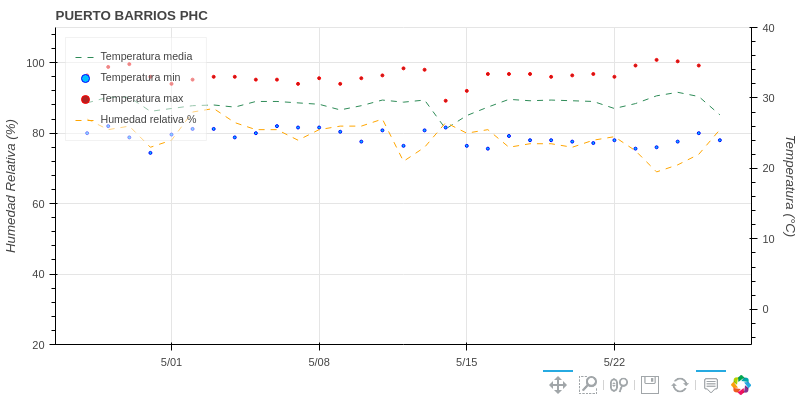 PUERTO BARRIOS PHC
Temperatura media
Temperatura min
Temperatura max
Humedad relativa %
Humedad Relativa (%)
100
80
60
40
20
Temperatura (°C)
40
30
20
10
0
5/01
5/08
5/15
5/22